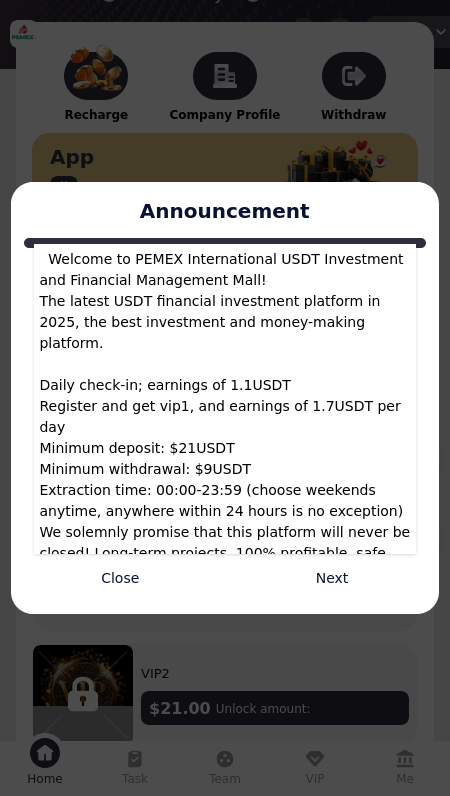 PEMEX
Recharge
Company Profile
Withdraw
App
Announcement
Welcome to PEMEX International USDT Investment
and Financial Management Mall!
The latest USDT financial investment platform in
2025, the best investment and money-making
platform.
Daily check-in; earnings of 1.1USDT
Register and get vip1, and earnings of 1.7USDT per
day
Minimum deposit: $21USDT
Minimum withdrawal: $9USDT
Extraction time: 00:00-23:59 (choose weekends
anytime, anywhere within 24 hours is no exception)
We solemnly promise that this platform will never be
closed! Long-term projects, 100% profitable, safe
Close
Next
VIP2
$21.00 Unlock amount:
Home
Task
Team
VIP
Me